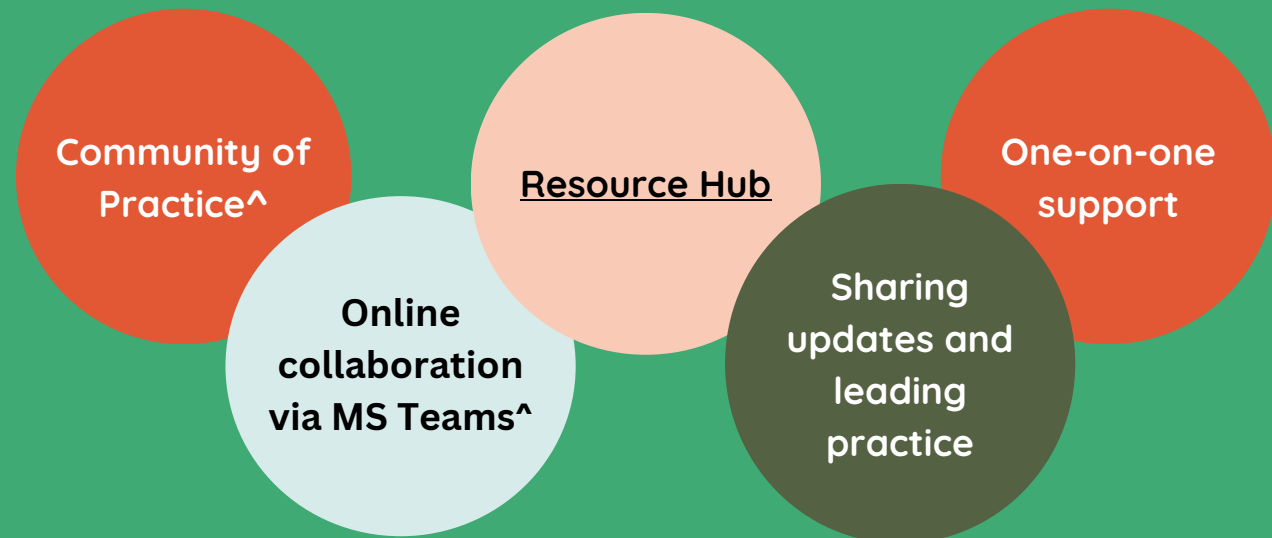 Community of
Practice^
Online
collaboration
via MS Teams^
Resource Hub
Sharing
updates and
leading
practice
One-on-one
support